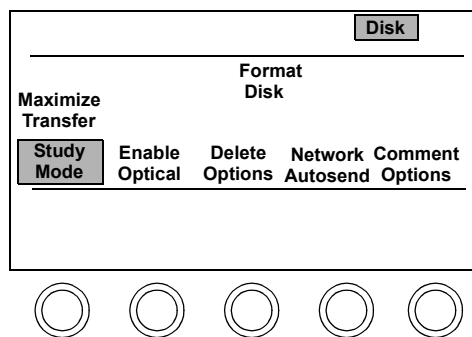 Disk
Format
Disk
Maximize
Transfer
Study
Mode
Enable
Optical
Delete
Options
Network
Autosend
Comment
Options